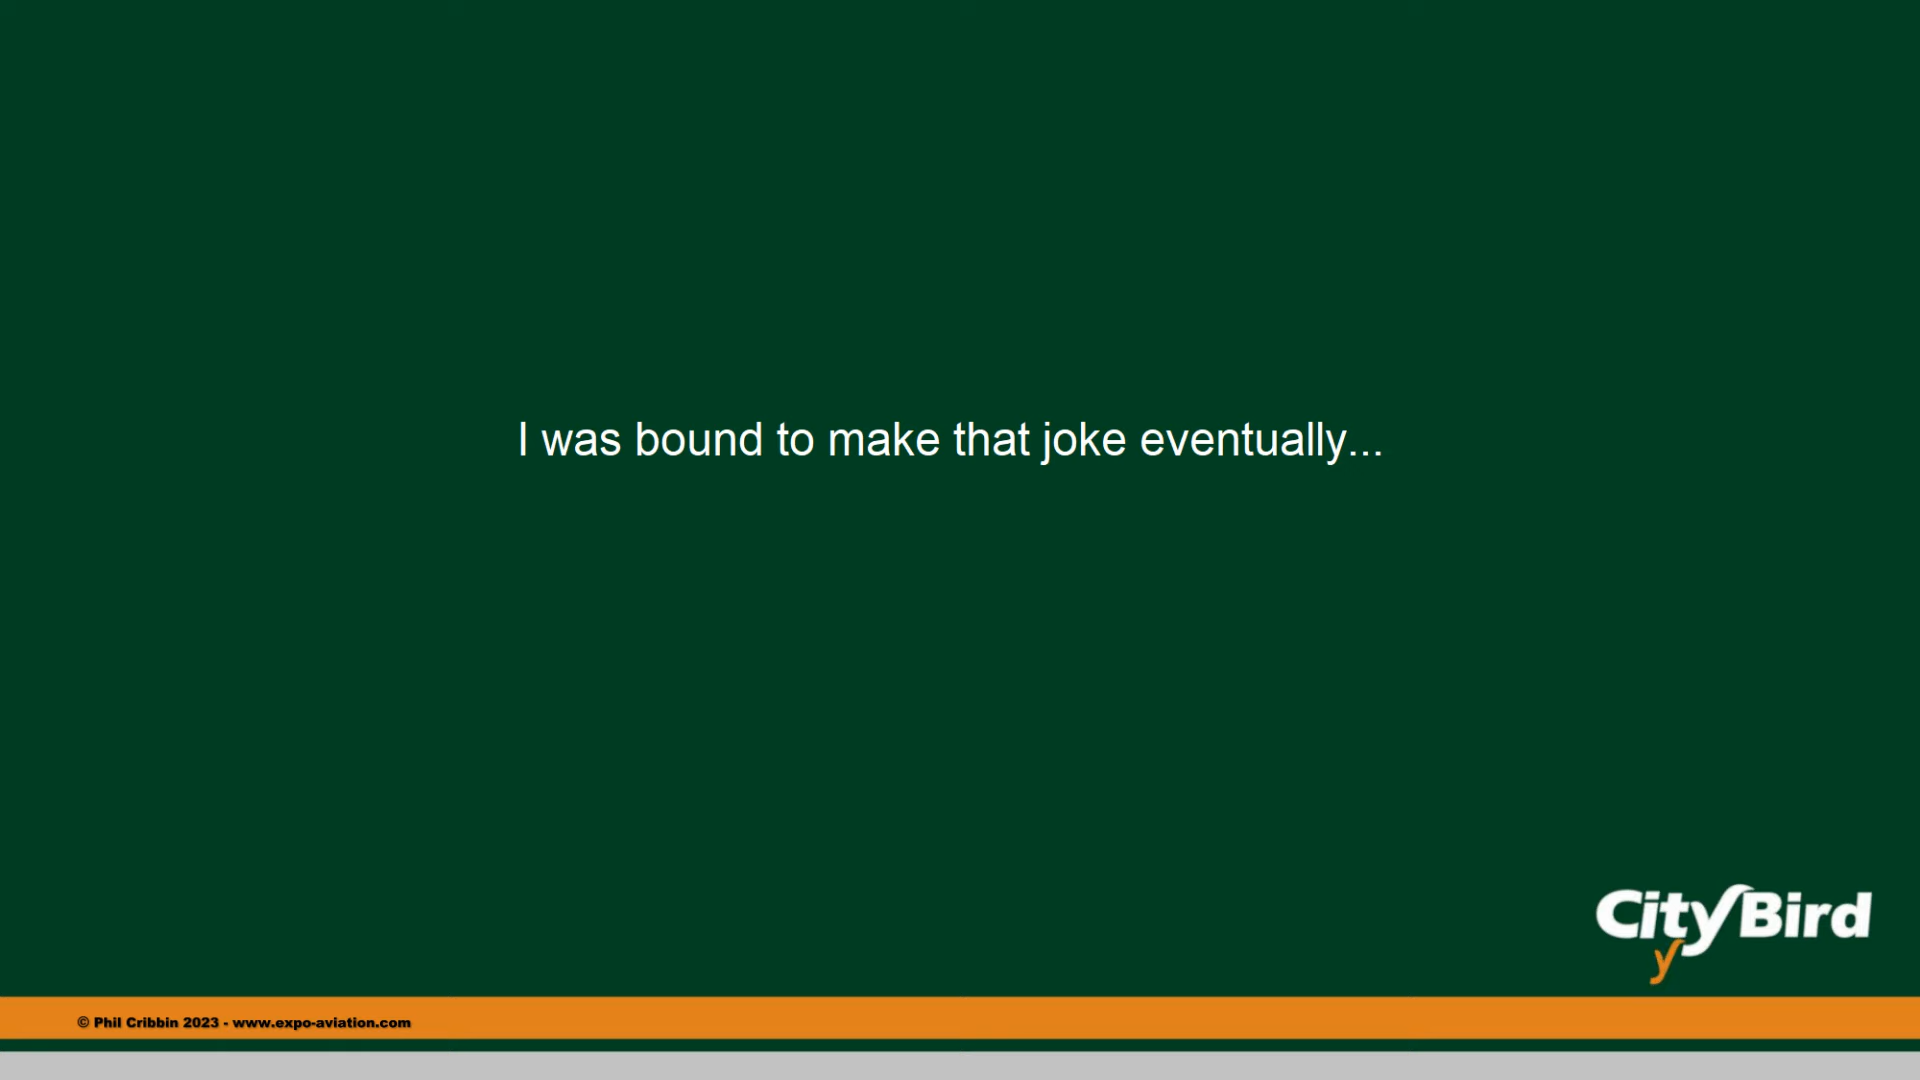 I was bound to make that joke eventually...
CityBird
y
© Phil Cribbin 2023 - www.expo-aviation.com